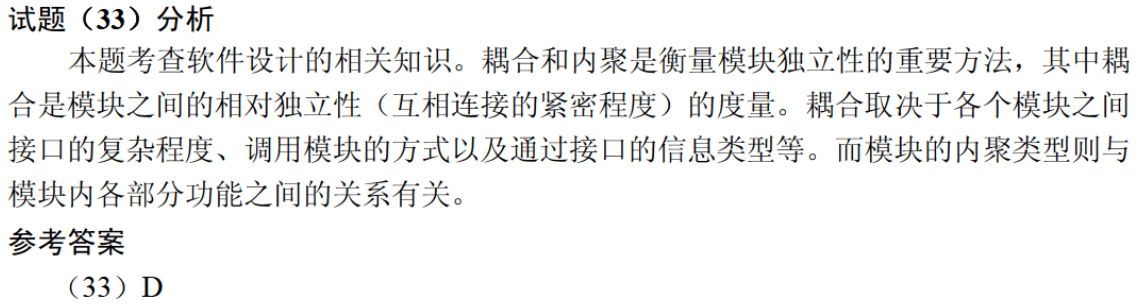 试题（33）分析
本题考查软件设计的相关知识。耦合和内聚是衡量模块独立性的重要方法，其中耦
合是模块之间的相对独立性（互相连接的紧密程度）的度量。耦合取决于各个模块之间
接口的复杂程度、调用模块的方式以及通过接口的信息类型等。而模块的内聚类型则与
模块内各部分功能之间的关系有关。
参考答案
（33）D